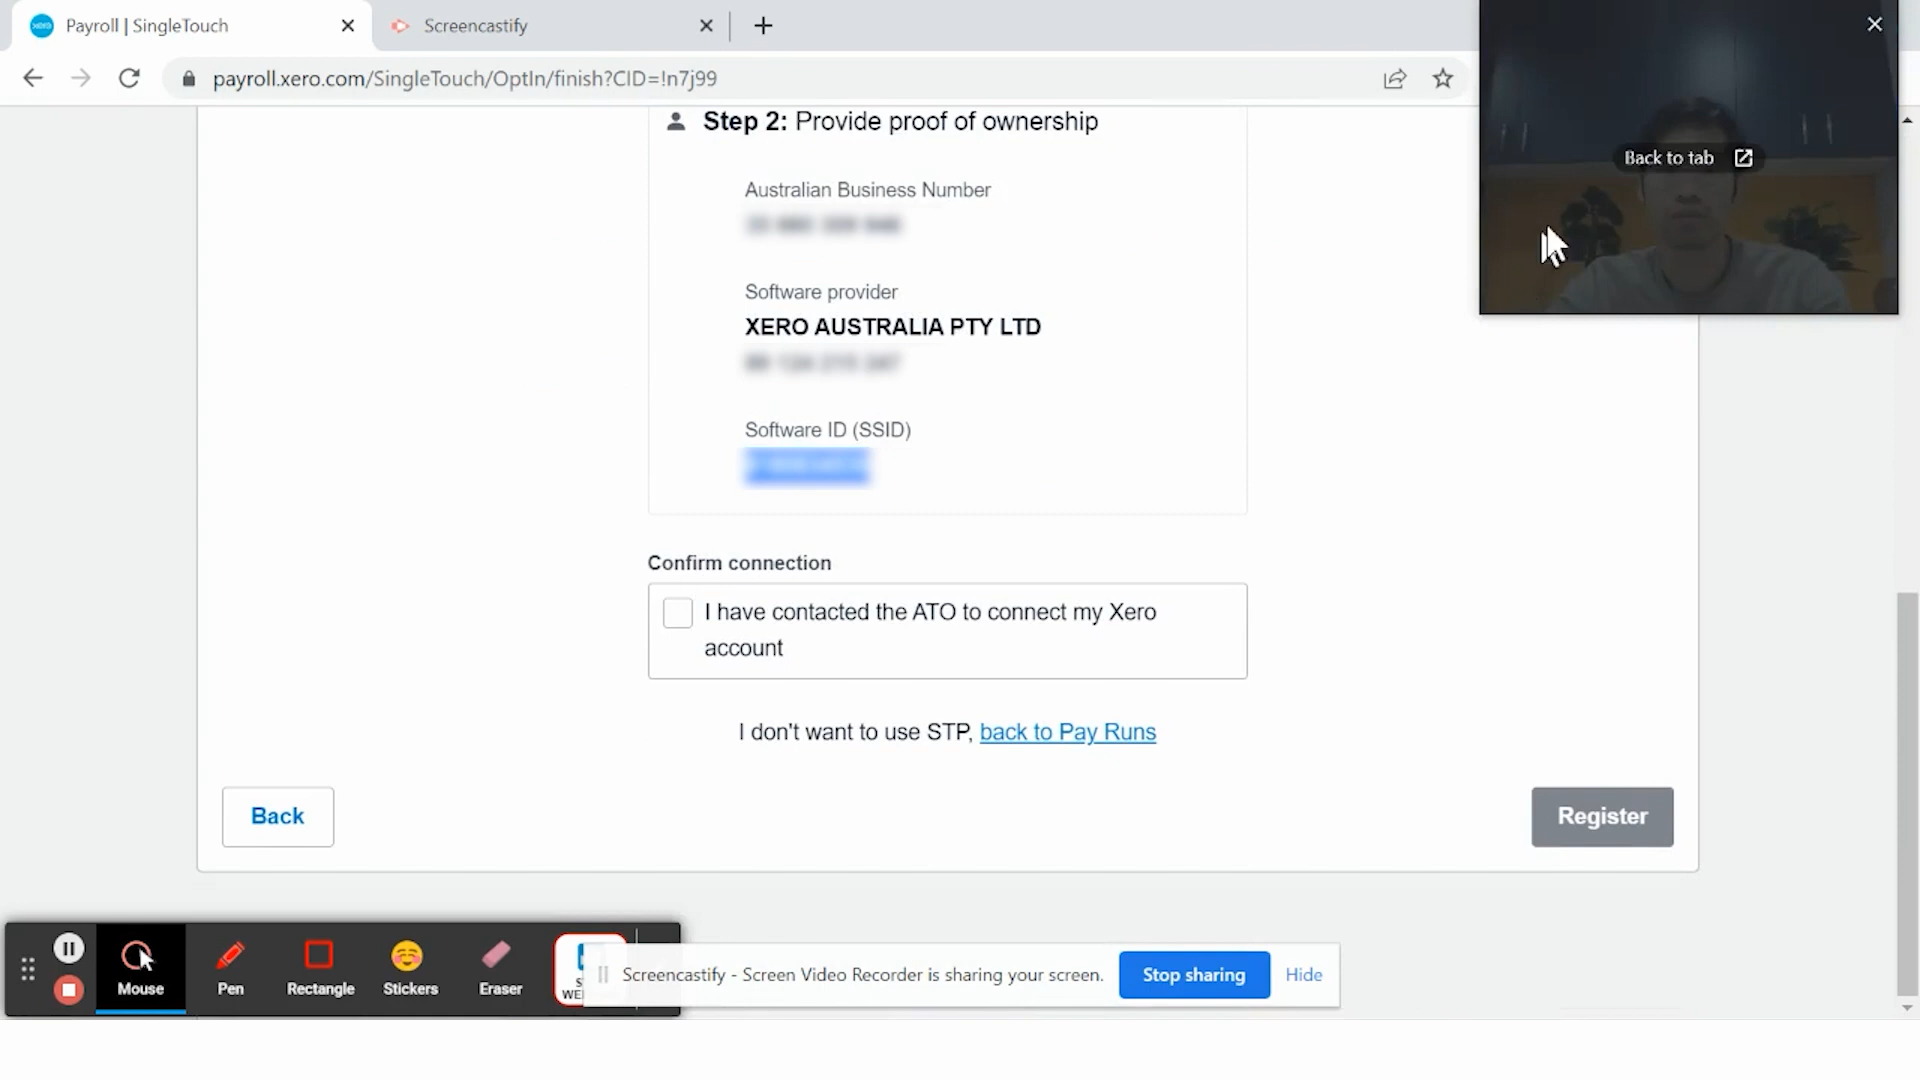 Payroll | SingleTouch
Screencastify
payroll.xero.com/SingleTouch/OptIn/finish?CID=!n7j99
Back to tab
Step 2: Provide proof of ownership
Australian Business Number
Software provider
XERO AUSTRALIA PTY LTD
Software ID (SSID)
Confirm connection
I have contacted the ATO to connect my Xero
account
I don't want to use STP, back to Pay Runs
Back
Register
Mouse
Pen
Rectangle
Stickers
Eraser
Screencastify - Screen Video Recorder is sharing your screen.
Stop sharing
Hide